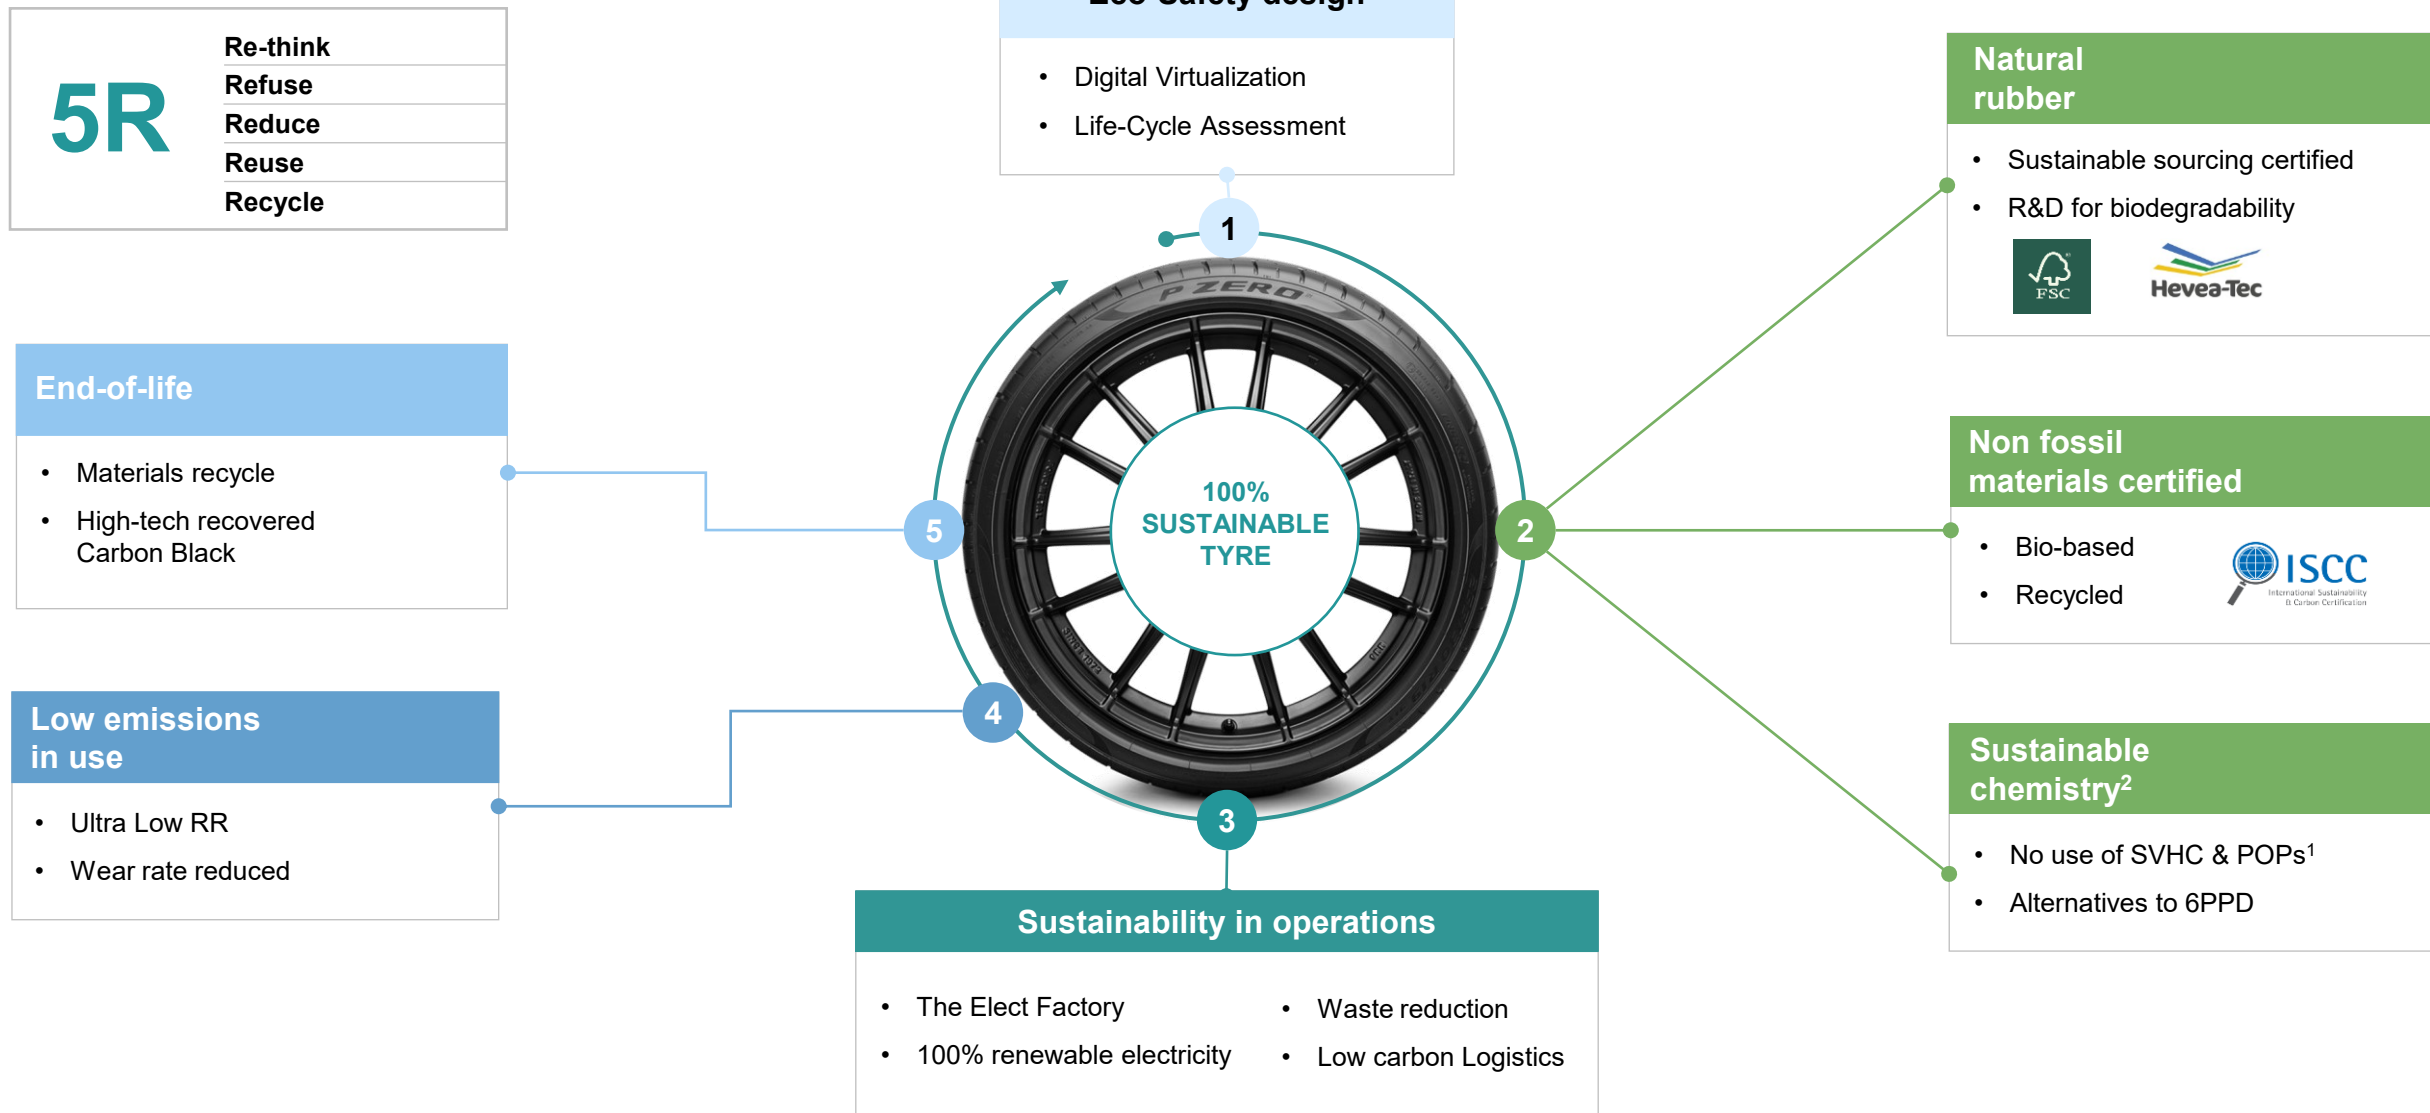 5R
Re-think
Refuse
Reduce
Reuse
Recycle
Eco-Safety design
• Digital Virtualization
• Life-Cycle Assessment
1
Natural
rubber
• Sustainable sourcing certified
• R&D for biodegradability
FSC
Hevea-Tec
P ZERO
End-of-life
• Materials recycle
• High-tech recovered
Carbon Black
5
100%
SUSTAINABLE
TYRE
2
Non fossil
materials certified
• Bio-based
• Recycled
ISCC
International Sustainability
& Carbon Certification
Low emissions
in use
• Ultra Low RR
• Wear rate reduced
4
3
Sustainable
chemistry²
• No use of SVHC & POPs¹
• Alternatives to 6PPD
Sustainability in operations
• The Elect Factory
• 100% renewable electricity
• Waste reduction
• Low carbon Logistics